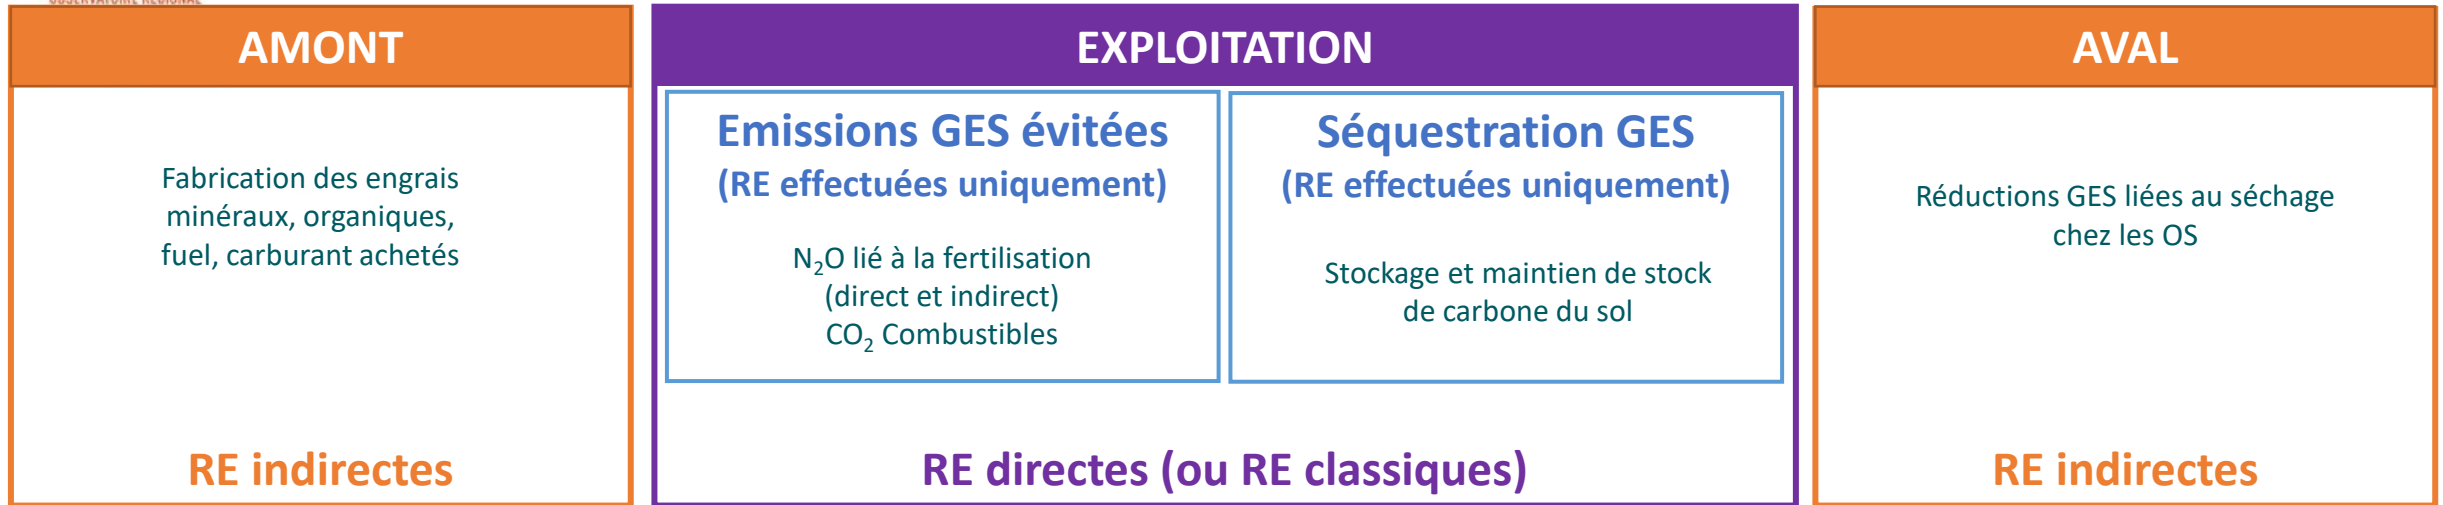 OBSERVATOIRE RÉGIONAL
AMONT
Fabrication des engrais
minéraux, organiques,
fuel, carburant achetés
RE indirectes
EXPLOITATION
Emissions GES évitées
(RE effectuées uniquement)
N₂O lié à la fertilisation
(direct et indirect)
CO₂ Combustibles
Séquestration GES
(RE effectuées uniquement)
Stockage et maintien de stock
de carbone du sol
RE directes (ou RE classiques)
AVAL
Réductions GES liées au séchage
chez les OS
RE indirectes